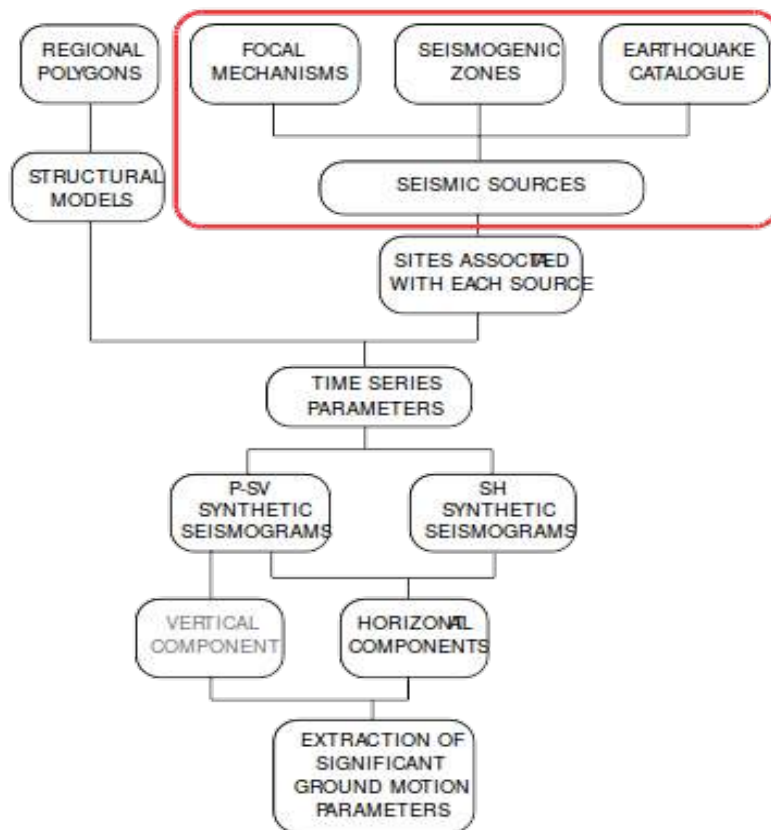 REGIONAL
POLYGONS
FOCAL
MECHANISMS
SEISMOGENIC
ZONES
EARTHQUAKE
CATALOGUE
STRUCTURAL
MODELS
SEISMIC SOURCES
SITES ASSOCIATED
WITH EACH SOURCE
TIME SERIES
PARAMETERS
P-SV
SYNTHETIC
SEISMOGRAMS
SH
SYNTHETIC
SEISMOGRAMS
VERTICAL
COMPONENT
HORIZONTAL
COMPONENTS
EXTRACTION OF
SIGNIFICANT
GROUND MOTION
PARAMETERS